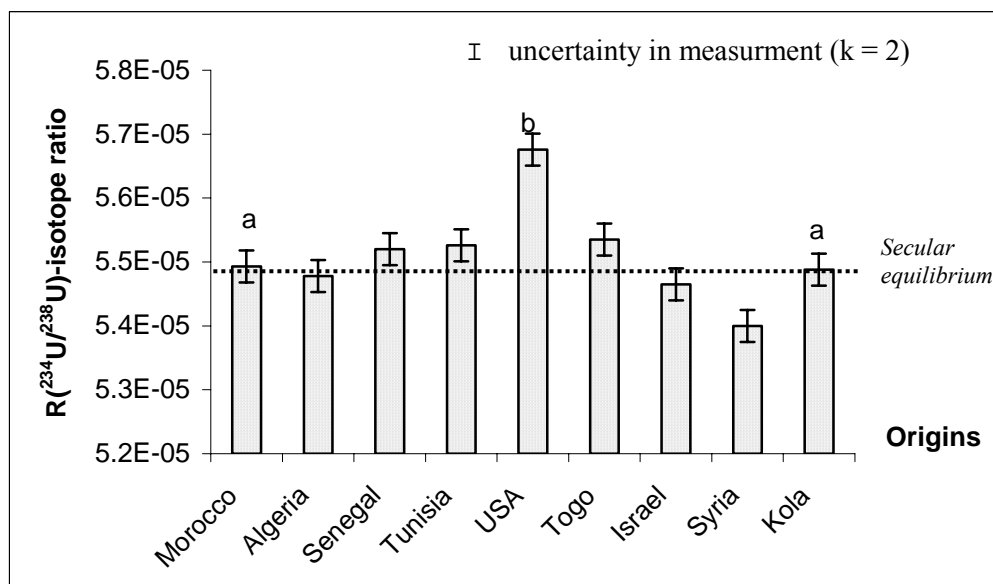 I uncertainty in measurment (k = 2)
R(²³⁴U/²³⁸U)-isotope ratio
5.8E-05
5.7E-05
5.6E-05
5.5E-05
5.4E-05
5.3E-05
5.2E-05
a
b
a
Secular
equilibrium
Origins
Morocco
Algeria
Senegal
Tunisia
USA
Togo
Israel
Syria
Kola